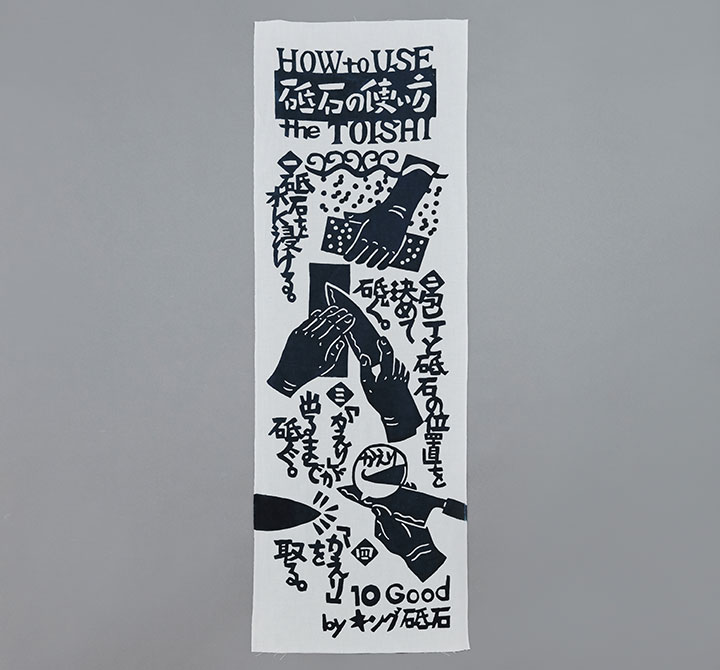 HOW to USE
砥石の使い方
the TOISHI
一 砥石を
水に浸ける。
二 包丁と砥石の位置を
決めて
砥ぐ。
三 「かえり」が
出るまで
砥ぐ。
かえり
四 「かえり」
を
取る。
10 Good
by キング砥石